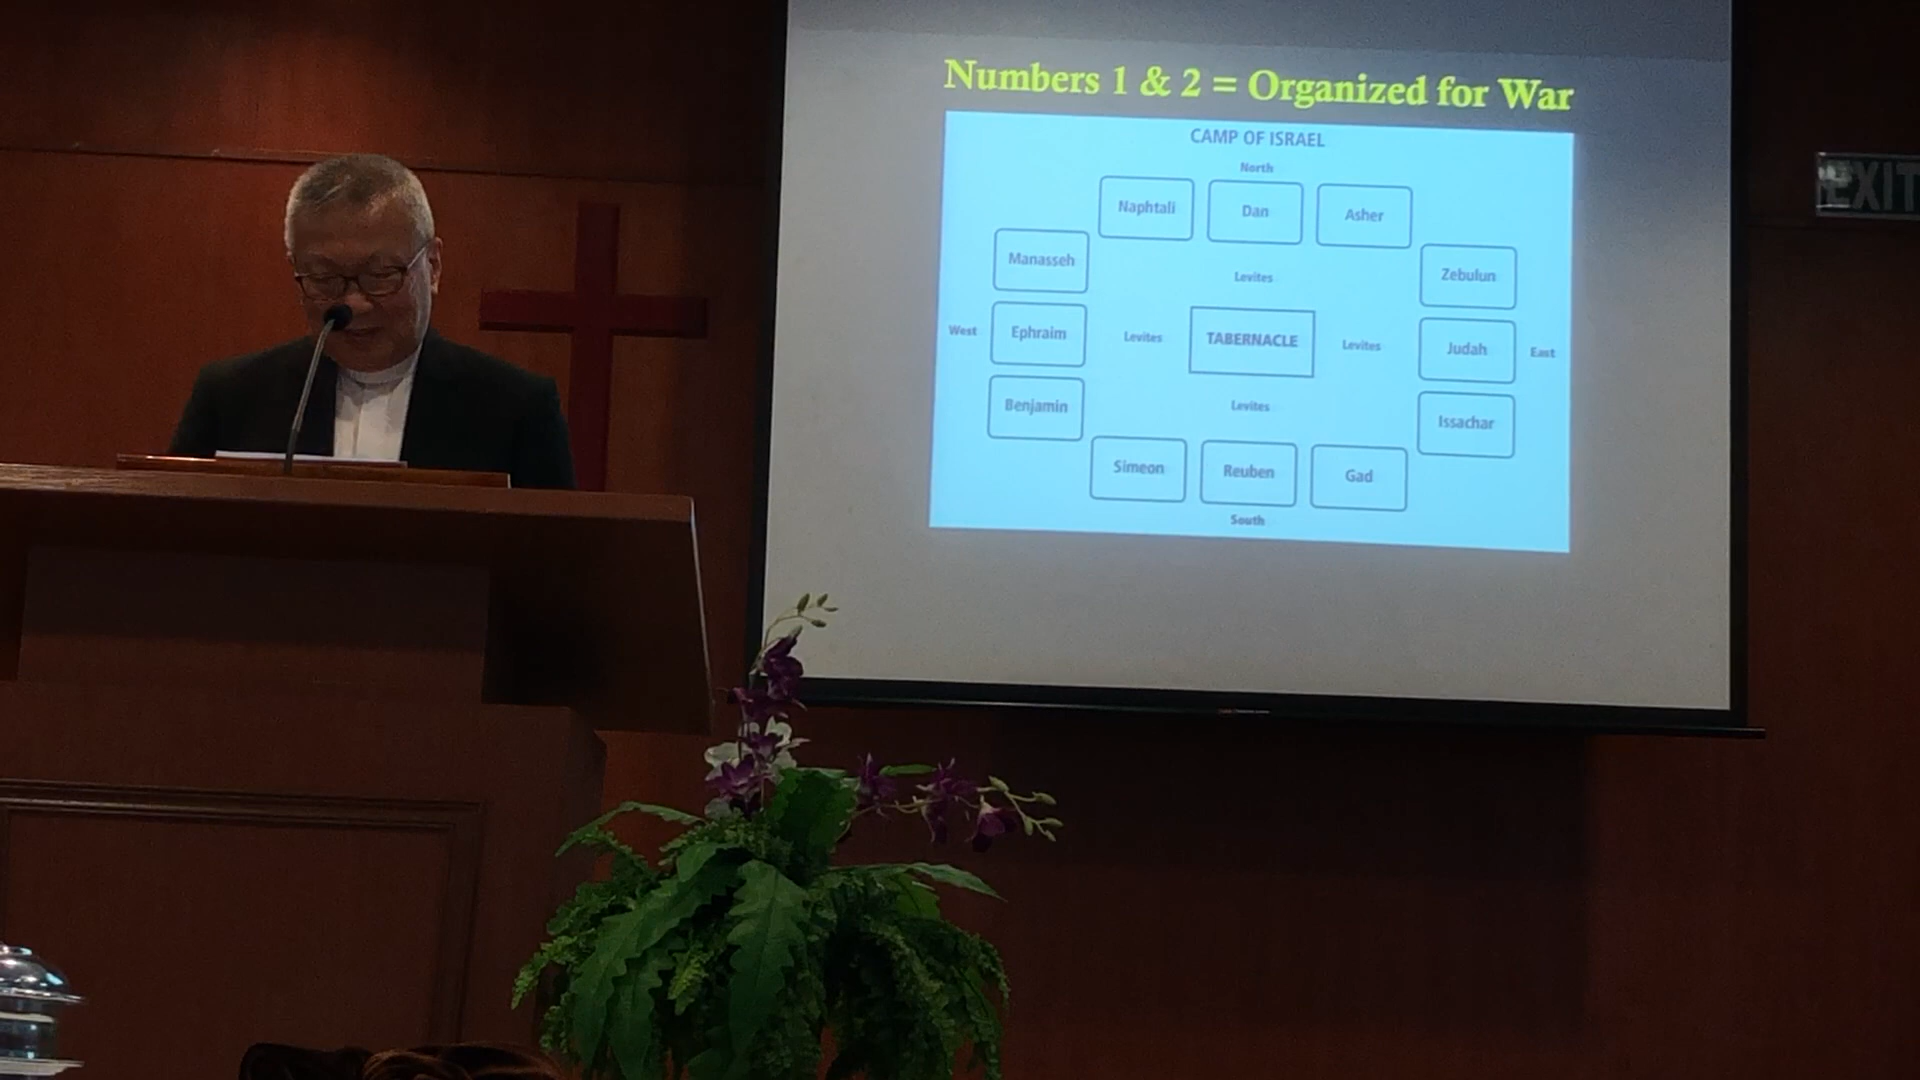 Numbers 1 & 2 = Organized for War
CAMP OF ISRAEL
North
Naphtali Dan Asher
Manasseh Levites Zebulun
West Ephraim Levites TABERNACLE Levites Judah East
Benjamin Levites Issachar
Simeon Reuben Gad
South
EXIT